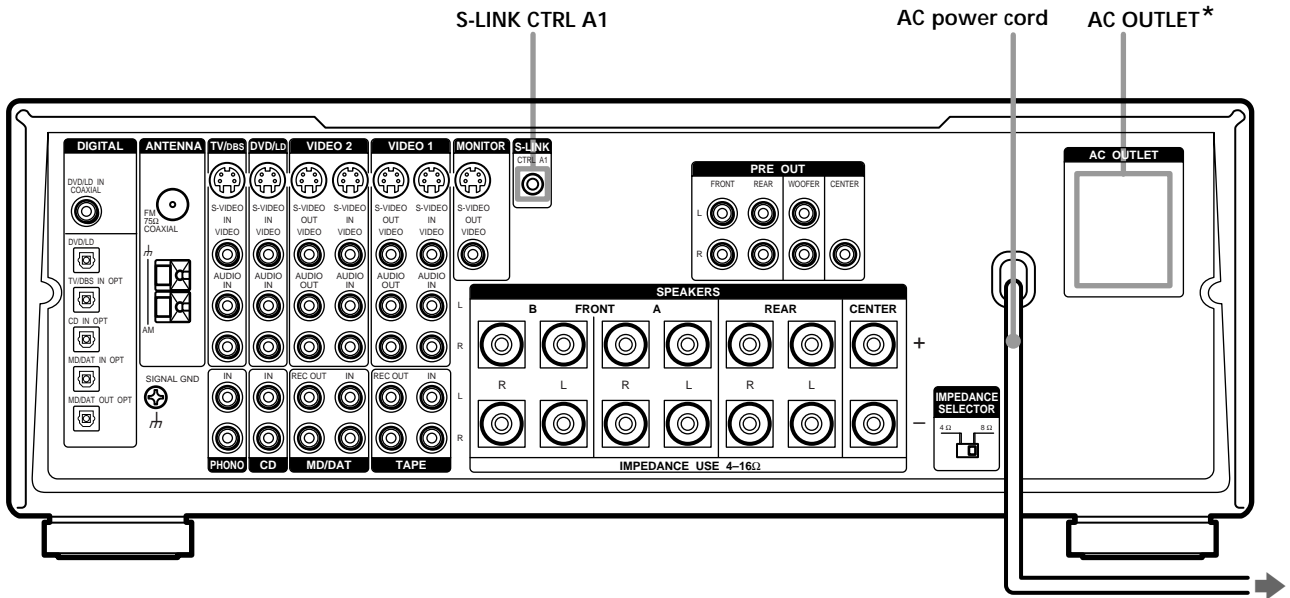 S-LINK CTRL A1
AC power cord
AC OUTLET*
DIGITAL
DVD/LD IN
COAXIAL
DVD/LD
TV/DBS IN OPT
CD IN OPT
MD/DAT IN OPT
MD/DAT OUT OPT
ANTENNA
FM
75Ω
COAXIAL
AM
SIGNAL GND
TV/DBS
DVD/LD
VIDEO 2
VIDEO 1
MONITOR
S-LINK
CTRL A1
S-VIDEO S-VIDEO S-VIDEO S-VIDEO S-VIDEO S-VIDEO S-VIDEO
IN IN OUT IN OUT IN OUT
VIDEO VIDEO VIDEO VIDEO VIDEO VIDEO VIDEO
AUDIO AUDIO AUDIO AUDIO AUDIO AUDIO
IN IN OUT IN OUT IN
L
R
IN IN REC OUT IN REC OUT IN
L
R
PHONO CD MD/DAT TAPE
PRE OUT
FRONT REAR WOOFER CENTER
L
R
SPEAKERS
B FRONT A REAR CENTER
+
R L R L R L
–
IMPEDANCE USE 4–16Ω
IMPEDANCE
SELECTOR
4 Ω 8 Ω
AC OUTLET